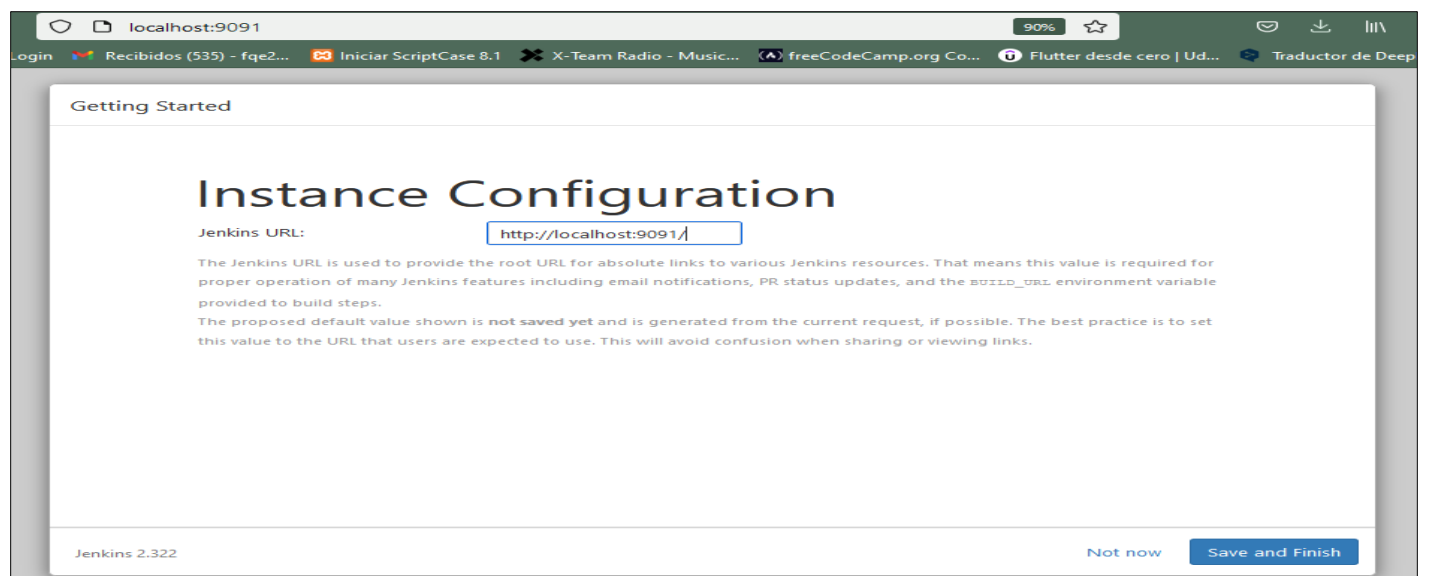 localhost:9091
90%
Login Recibidos (535) - fqe2... Iniciar ScriptCase 8.1 X-Team Radio - Music... freeCodeCamp.org Co... Flutter desde cero | Ud... Traductor de Deep
Getting Started
Instance Configuration
Jenkins URL: http://localhost:9091/
The Jenkins URL is used to provide the root URL for absolute links to various Jenkins resources. That means this value is required for
proper operation of many Jenkins features including email notifications, PR status updates, and the BUILD_URL environment variable
provided to build steps.
The proposed default value shown is not saved yet and is generated from the current request, if possible. The best practice is to set
this value to the URL that users are expected to use. This will avoid confusion when sharing or viewing links.
Jenkins 2.322
Not now Save and Finish